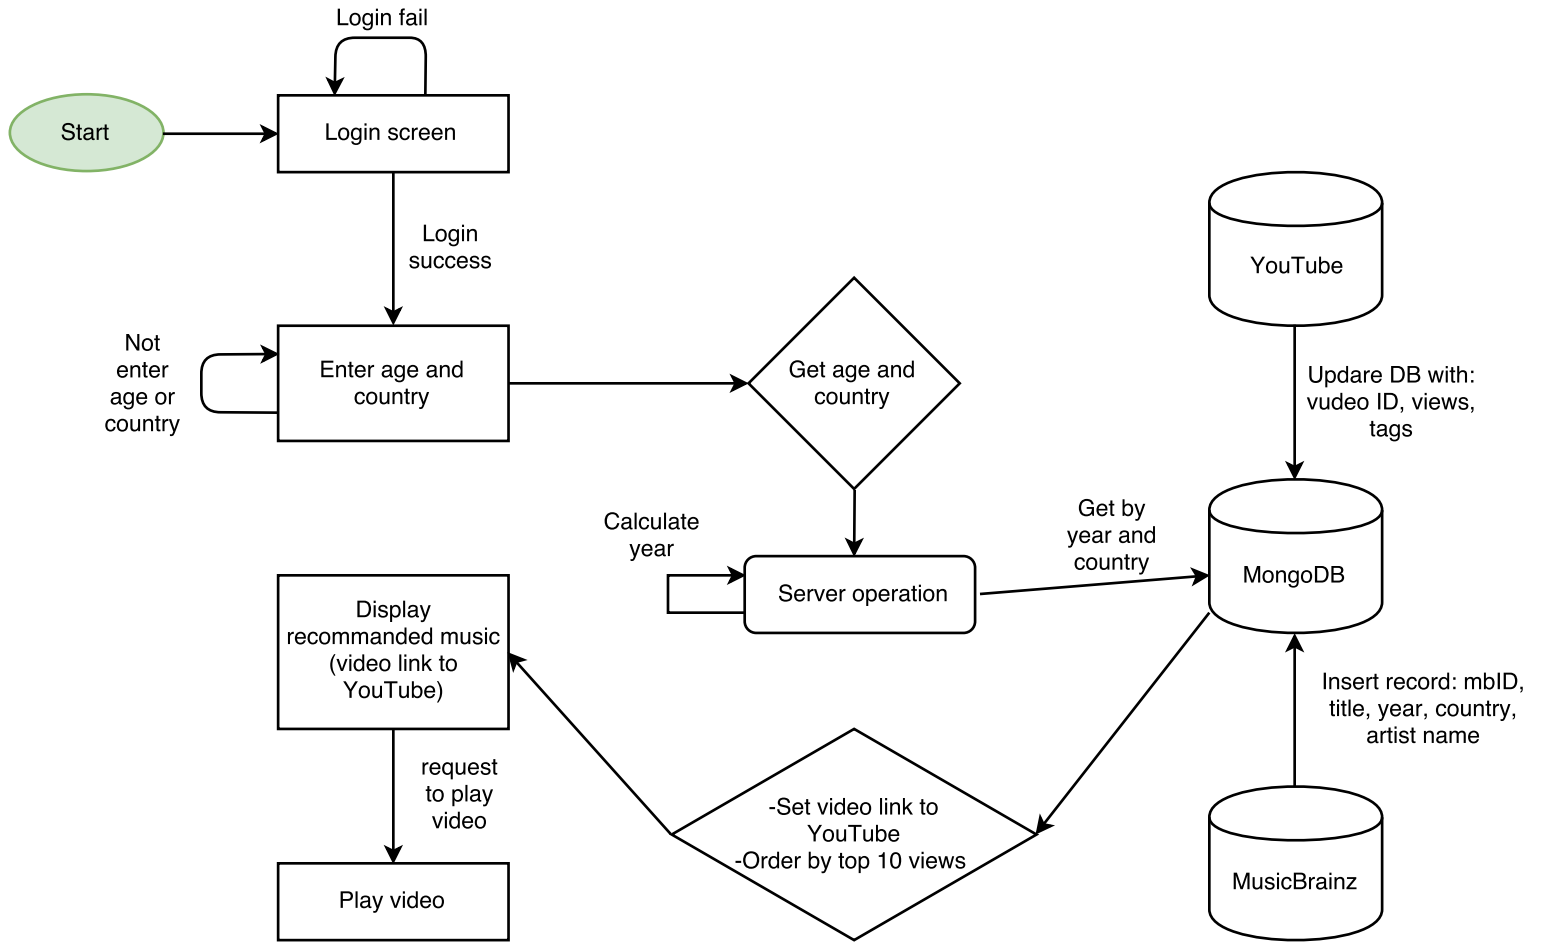 Login fail
Start
Login screen
Login
success
YouTube
Not
enter
age or
country
Enter age and
country
Get age and
country
Updare DB with:
vudeo ID, views,
tags
Calculate
year
Get by
year and
country
Server operation
MongoDB
Display
recommanded music
(video link to
YouTube)
Insert record: mbID,
title, year, country,
artist name
request
to play
video
-Set video link to
YouTube
-Order by top 10 views
MusicBrainz
Play video